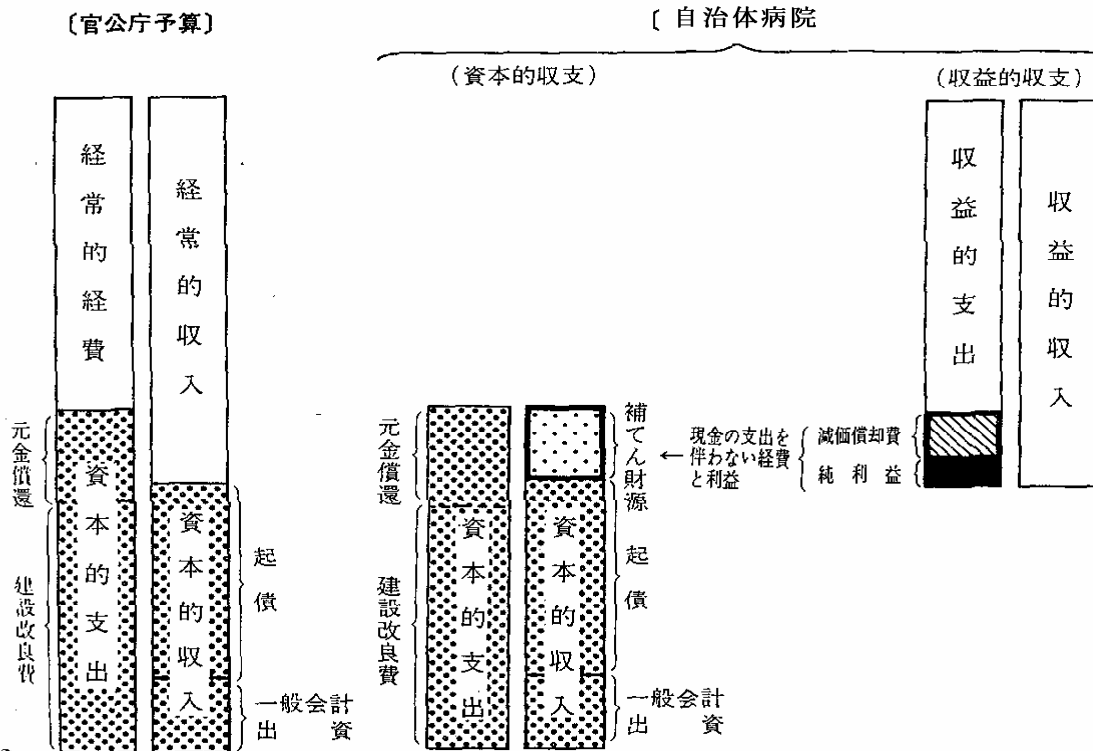 〔官公庁予算〕
経常的経費
経常的収入
元金償還
建設改良費
資本的支出
資本的収入
起債
一般会計
出資
〔自治体病院
(資本的収支)
元金償還
建設改良費
資本的支出
資本的収入
補てん財源
起債
一般会計
出資
←現金の支出を
伴わない経費
と利益
減価償却費
純利益
(収益的収支)
収益的支出
収益的収入